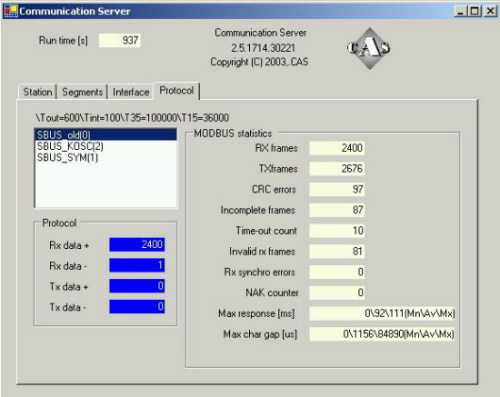 Communication Server
Run time [s] 937
Communication Server
2.5.1714.30221
Copyright (C) 2003,.CAS
CAS
Station Segments Interface Protocol
\Tout=600\Tint=100\T35=100000\T15=36000
SBUS_old(0)
SBUS_KOSC(2)
SBUS_SYM(1)
Protocol
Rx data + 2400
Rx data - 1
Tx data + 0
Tx data - 0
MODBUS statistics
RX frames 2400
TXframes 2676
CRC errors 97
Incomplete frames 87
Time-out count 10
Invalid rx frames 81
Rx synchro errors 0
NAK counter 0
Max response [ms] 0\92\111(Mn\Av\Mx)
Max char gap [us] 0\1156\84890(Mn\Av\Mx)